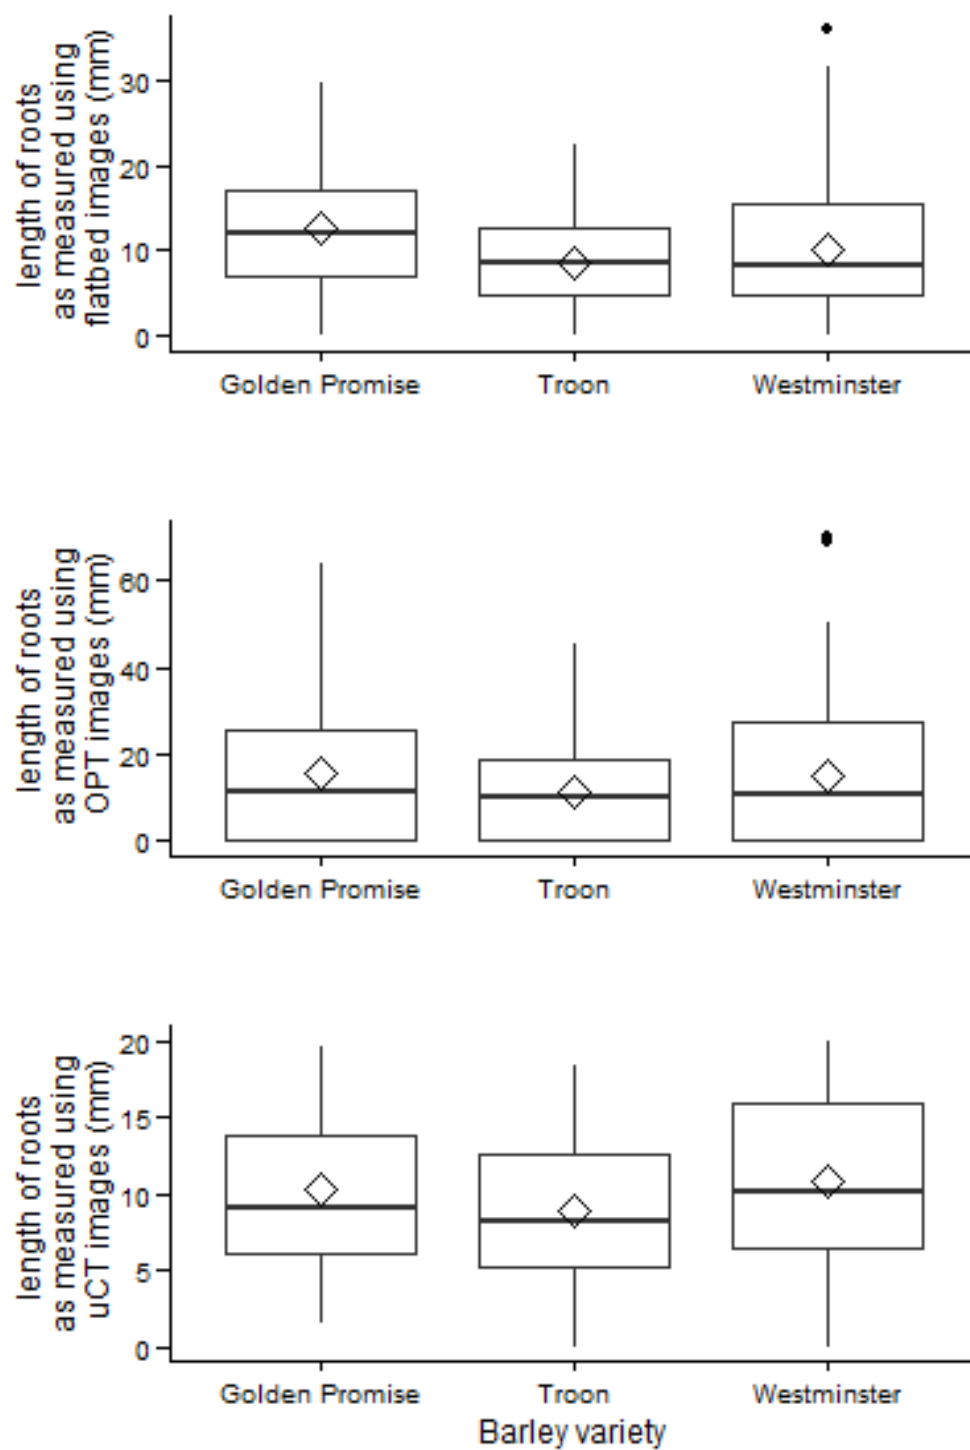 length of roots
as measured using
flatbed images (mm)
30
20
10
0
Golden Promise
Troon
Westminster
length of roots
as measured using
OPT images (mm)
60
40
20
0
Golden Promise
Troon
Westminster
length of roots
as measured using
uCT images (mm)
20
15
10
5
0
Golden Promise
Troon
Westminster
Barley variety